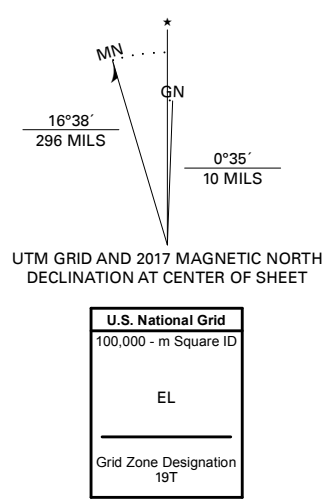 MN
GN
16°38´
296 MILS
0°35´
10 MILS
UTM GRID AND 2017 MAGNETIC NORTH
DECLINATION AT CENTER OF SHEET
U.S. National Grid
100,000 - m Square ID
EL
Grid Zone Designation
19T